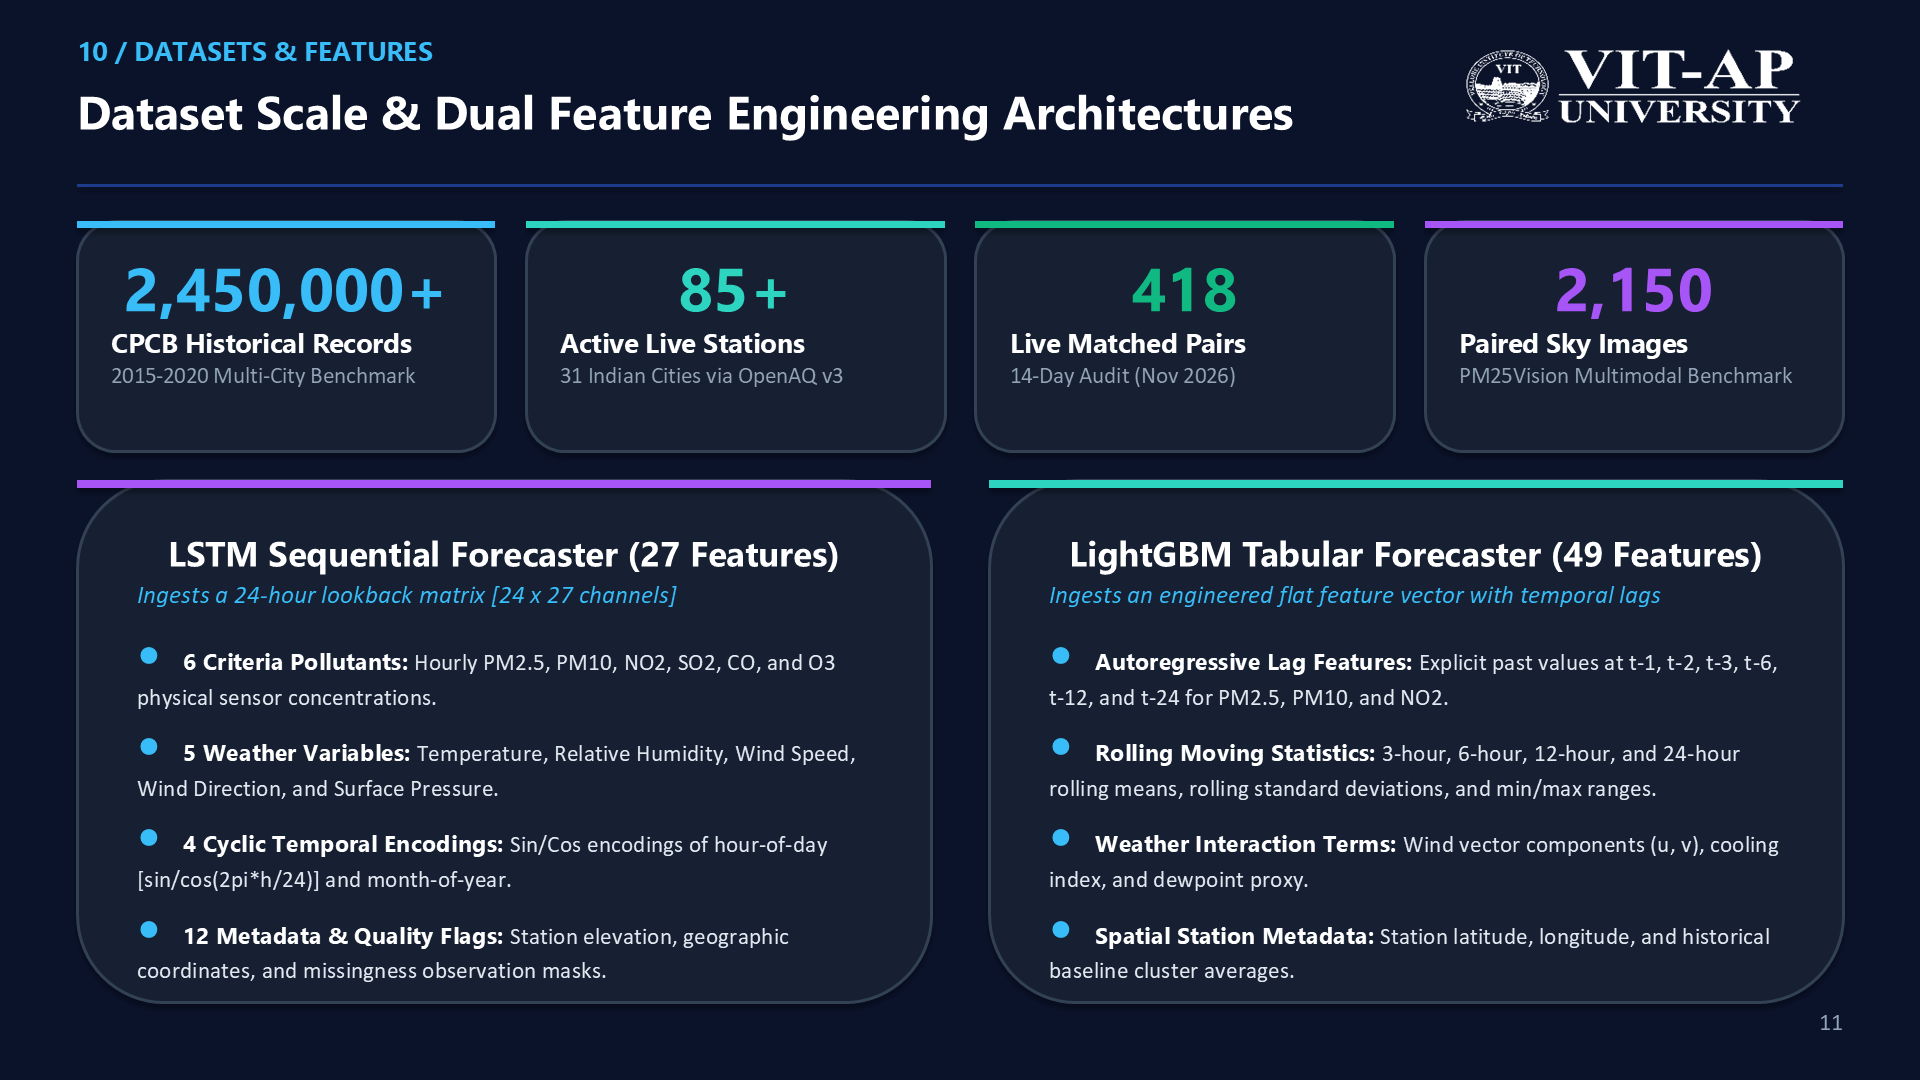 10 / DATASETS & FEATURES
Dataset Scale & Dual Feature Engineering Architectures
VIT
VIT-AP
UNIVERSITY
2,450,000+
CPCB Historical Records
2015-2020 Multi-City Benchmark
85+
Active Live Stations
31 Indian Cities via OpenAQ v3
418
Live Matched Pairs
14-Day Audit (Nov 2026)
2,150
Paired Sky Images
PM25Vision Multimodal Benchmark
LSTM Sequential Forecaster (27 Features)
Ingests a 24-hour lookback matrix [24 x 27 channels]
● 6 Criteria Pollutants: Hourly PM2.5, PM10, NO2, SO2, CO, and O3
physical sensor concentrations.
● 5 Weather Variables: Temperature, Relative Humidity, Wind Speed,
Wind Direction, and Surface Pressure.
● 4 Cyclic Temporal Encodings: Sin/Cos encodings of hour-of-day
[sin/cos(2pi*h/24)] and month-of-year.
● 12 Metadata & Quality Flags: Station elevation, geographic
coordinates, and missingness observation masks.
LightGBM Tabular Forecaster (49 Features)
Ingests an engineered flat feature vector with temporal lags
● Autoregressive Lag Features: Explicit past values at t-1, t-2, t-3, t-6,
t-12, and t-24 for PM2.5, PM10, and NO2.
● Rolling Moving Statistics: 3-hour, 6-hour, 12-hour, and 24-hour
rolling means, rolling standard deviations, and min/max ranges.
● Weather Interaction Terms: Wind vector components (u, v), cooling
index, and dewpoint proxy.
● Spatial Station Metadata: Station latitude, longitude, and historical
baseline cluster averages.
11